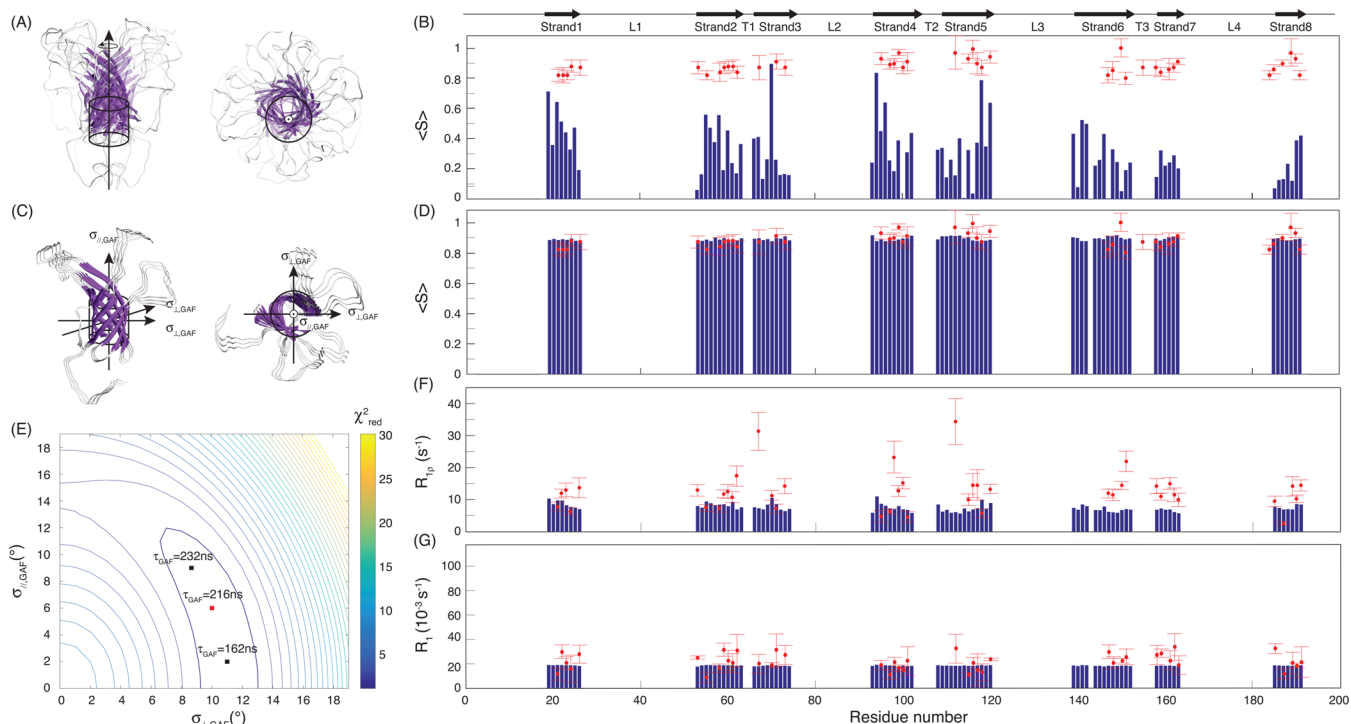 (A)
(B)
Strand1 L1 Strand2 T1 Strand3 L2 Strand4 T2 Strand5 L3 Strand6 T3 Strand7 L4 Strand8
1
0.8
0.6
0.4
0.2
0
<S>
(C)
σ//,GAF
σ⊥,GAF
σ⊥,GAF
σ⊥,GAF
σ⊥,GAF
σ//,GAF
(D)
1
0.8
0.6
0.4
0.2
0
<S>
(E)
χ²red
18
16
14
12
10
8
6
4
2
0
σ//,GAF(°)
τGAF=232ns
τGAF=216ns
τGAF=162ns
0 2 4 6 8 10 12 14 16 18
σ⊥,GAF(°)
30
25
20
15
10
5
(F)
40
30
20
10
0
R1ρ (s-1)
(G)
100
80
60
40
20
0
R1 (10-3 s-1)
0 20 40 60 80 100 120 140 160 180 200
Residue number